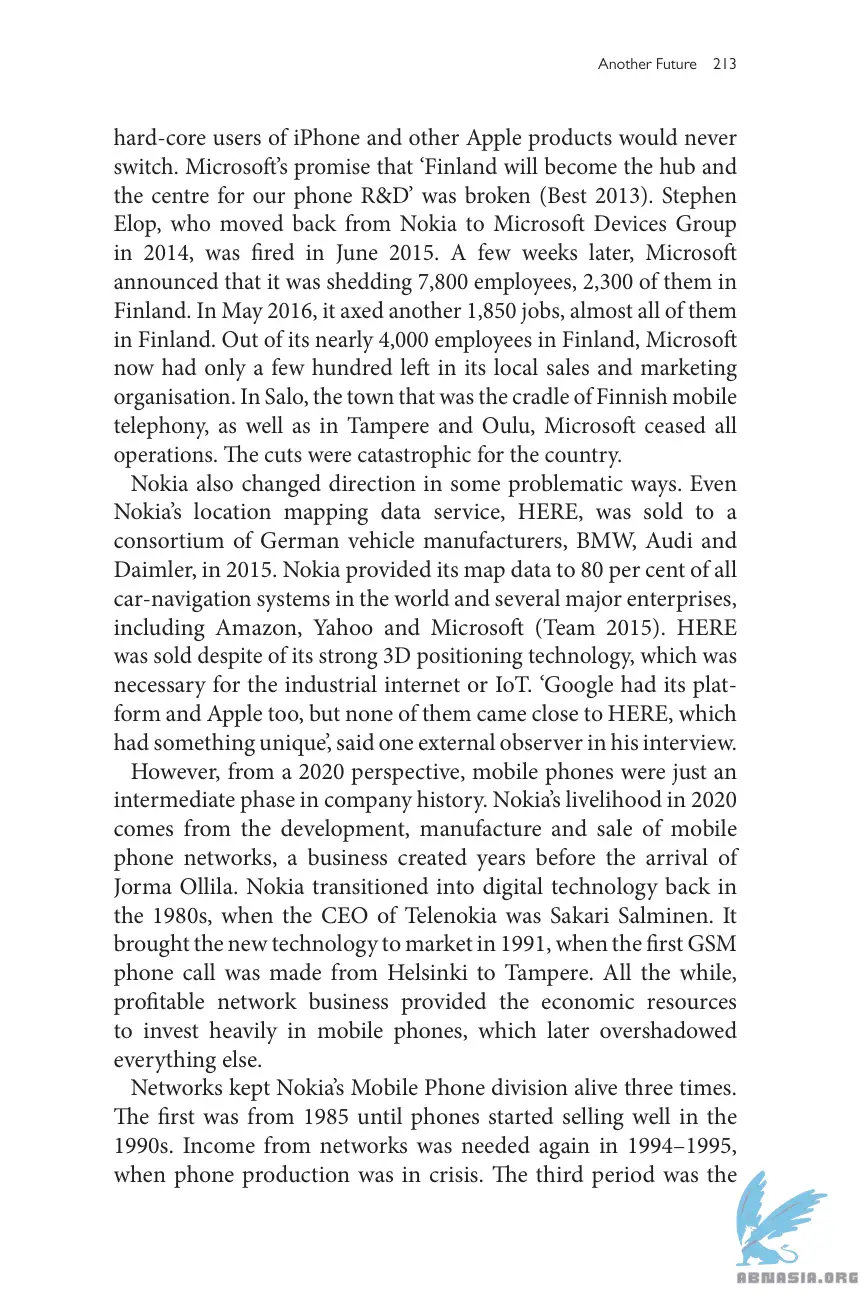 Another Future 213
hard-core users of iPhone and other Apple products would never
switch. Microsoft’s promise that ‘Finland will become the hub and
the centre for our phone R&D’ was broken (Best 2013). Stephen
Elop, who moved back from Nokia to Microsoft Devices Group
in 2014, was fired in June 2015. A few weeks later, Microsoft
announced that it was shedding 7,800 employees, 2,300 of them in
Finland. In May 2016, it axed another 1,850 jobs, almost all of them
in Finland. Out of its nearly 4,000 employees in Finland, Microsoft
now had only a few hundred left in its local sales and marketing
organisation. In Salo, the town that was the cradle of Finnish mobile
telephony, as well as in Tampere and Oulu, Microsoft ceased all
operations. The cuts were catastrophic for the country.
Nokia also changed direction in some problematic ways. Even
Nokia’s location mapping data service, HERE, was sold to a
consortium of German vehicle manufacturers, BMW, Audi and
Daimler, in 2015. Nokia provided its map data to 80 per cent of all
car-navigation systems in the world and several major enterprises,
including Amazon, Yahoo and Microsoft (Team 2015). HERE
was sold despite of its strong 3D positioning technology, which was
necessary for the industrial internet or IoT. ‘Google had its plat-
form and Apple too, but none of them came close to HERE, which
had something unique’, said one external observer in his interview.
However, from a 2020 perspective, mobile phones were just an
intermediate phase in company history. Nokia’s livelihood in 2020
comes from the development, manufacture and sale of mobile
phone networks, a business created years before the arrival of
Jorma Ollila. Nokia transitioned into digital technology back in
the 1980s, when the CEO of Telenokia was Sakari Salminen. It
brought the new technology to market in 1991, when the first GSM
phone call was made from Helsinki to Tampere. All the while,
profitable network business provided the economic resources
to invest heavily in mobile phones, which later overshadowed
everything else.
Networks kept Nokia’s Mobile Phone division alive three times.
The first was from 1985 until phones started selling well in the
1990s. Income from networks was needed again in 1994–1995,
when phone production was in crisis. The third period was the
ABNASIA.ORG